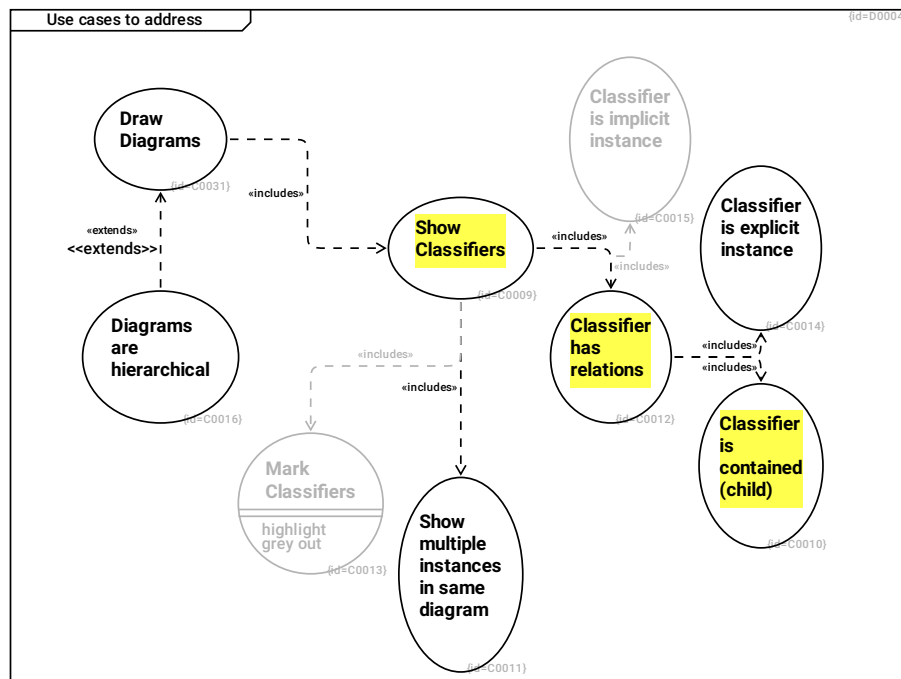 Use cases to address
{id=D0004
Draw
Diagrams
{id=C0031}
«includes»
Classifier
is implicit
instance
{id=C0015}
«extends»
<<extends>>
Show
Classifiers
{id=C0009}
«includes»
«includes»
Classifier
is explicit
instance
{id=C0014}
Diagrams
are
hierarchical
{id=C0016}
Classifier
has
relations
{id=C0012}
«includes»
«includes»
«includes»
«includes»
Classifier
is
contained
(child)
{id=C0010}
Mark
Classifiers
highlight
grey out
{id=C0013}
Show
multiple
instances
in same
diagram
{id=C0011}